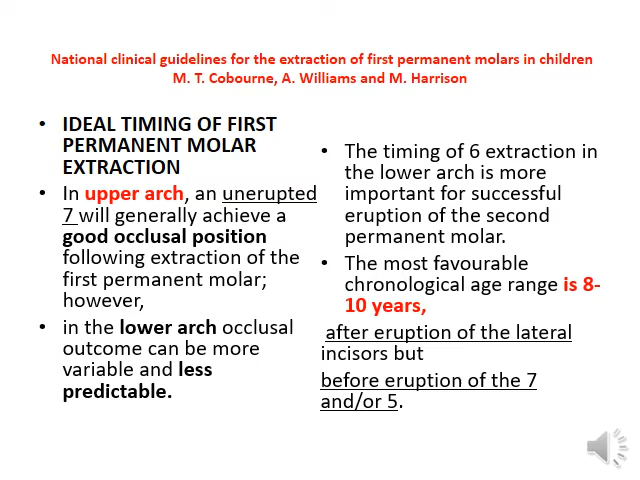 National clinical guidelines for the extraction of first permanent molars in children
M. T. Cobourne, A. Williams and M. Harrison
• IDEAL TIMING OF FIRST
PERMANENT MOLAR
EXTRACTION
• In upper arch, an unerupted
7 will generally achieve a
good occlusal position
following extraction of the
first permanent molar;
however,
• in the lower arch occlusal
outcome can be more
variable and less
predictable.
• The timing of 6 extraction in
the lower arch is more
important for successful
eruption of the second
permanent molar.
• The most favourable
chronological age range is 8-
10 years,
after eruption of the lateral
incisors but
before eruption of the 7
and/or 5.